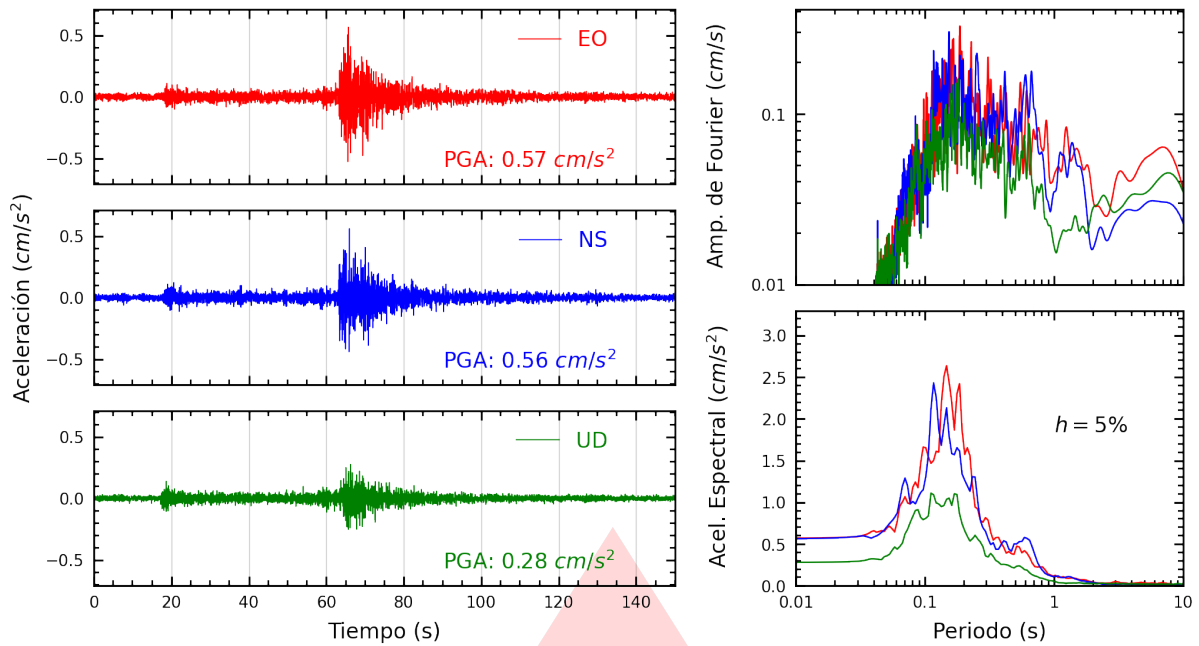 Aceleración (cm/s²)
0.5
0.0
−0.5
EO
PGA: 0.57 cm/s²
0.5
0.0
−0.5
NS
PGA: 0.56 cm/s²
0.5
0.0
−0.5
UD
PGA: 0.28 cm/s²
0 20 40 60 80 100 120 140
Tiempo (s)
Amp. de Fourier (cm/s)
0.1
0.01
Acel. Espectral (cm/s²)
3.0
2.5
2.0
1.5
1.0
0.5
0.0
h = 5%
0.01 0.1 1 10
Periodo (s)